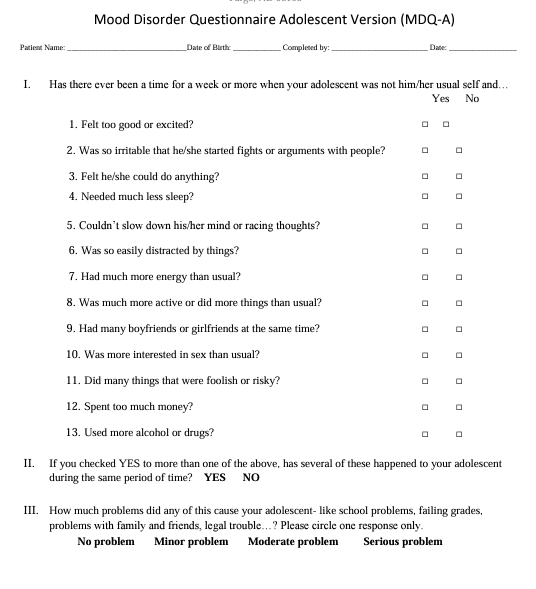 Mood Disorder Questionnaire Adolescent Version (MDQ-A)
Patient Name: ______________________________Date of Birth: ____________ Completed by: ________________________ Date: _________________
I. Has there ever been a time for a week or more when your adolescent was not him/her usual self and…
Yes No
1. Felt too good or excited? □ □
2. Was so irritable that he/she started fights or arguments with people? □ □
3. Felt he/she could do anything? □ □
4. Needed much less sleep? □ □
5. Couldn’t slow down his/her mind or racing thoughts? □ □
6. Was so easily distracted by things? □ □
7. Had much more energy than usual? □ □
8. Was much more active or did more things than usual? □ □
9. Had many boyfriends or girlfriends at the same time? □ □
10. Was more interested in sex than usual? □ □
11. Did many things that were foolish or risky? □ □
12. Spent too much money? □ □
13. Used more alcohol or drugs? □ □
II. If you checked YES to more than one of the above, has several of these happened to your adolescent
during the same period of time? YES NO
III. How much problems did any of this cause your adolescent- like school problems, failing grades,
problems with family and friends, legal trouble…? Please circle one response only.
No problem Minor problem Moderate problem Serious problem